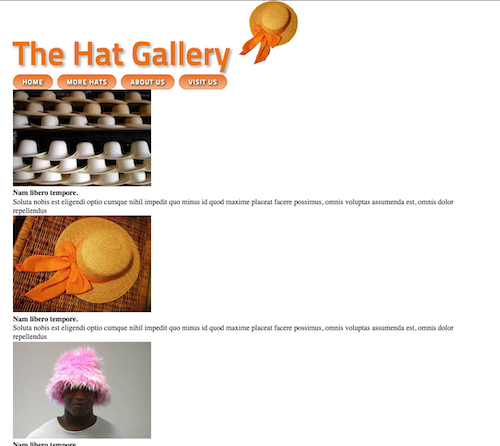 The Hat Gallery
HOME MORE HATS ABOUT US VISIT US
Nam libero tempore.
Soluta nobis est eligendi optio cumque nihil impedit quo minus id quod maxime placeat facere possimus, omnis voluptas assumenda est, omnis dolor
repellendus
Nam libero tempore.
Soluta nobis est eligendi optio cumque nihil impedit quo minus id quod maxime placeat facere possimus, omnis voluptas assumenda est, omnis dolor
repellendus
Nam libero tempore